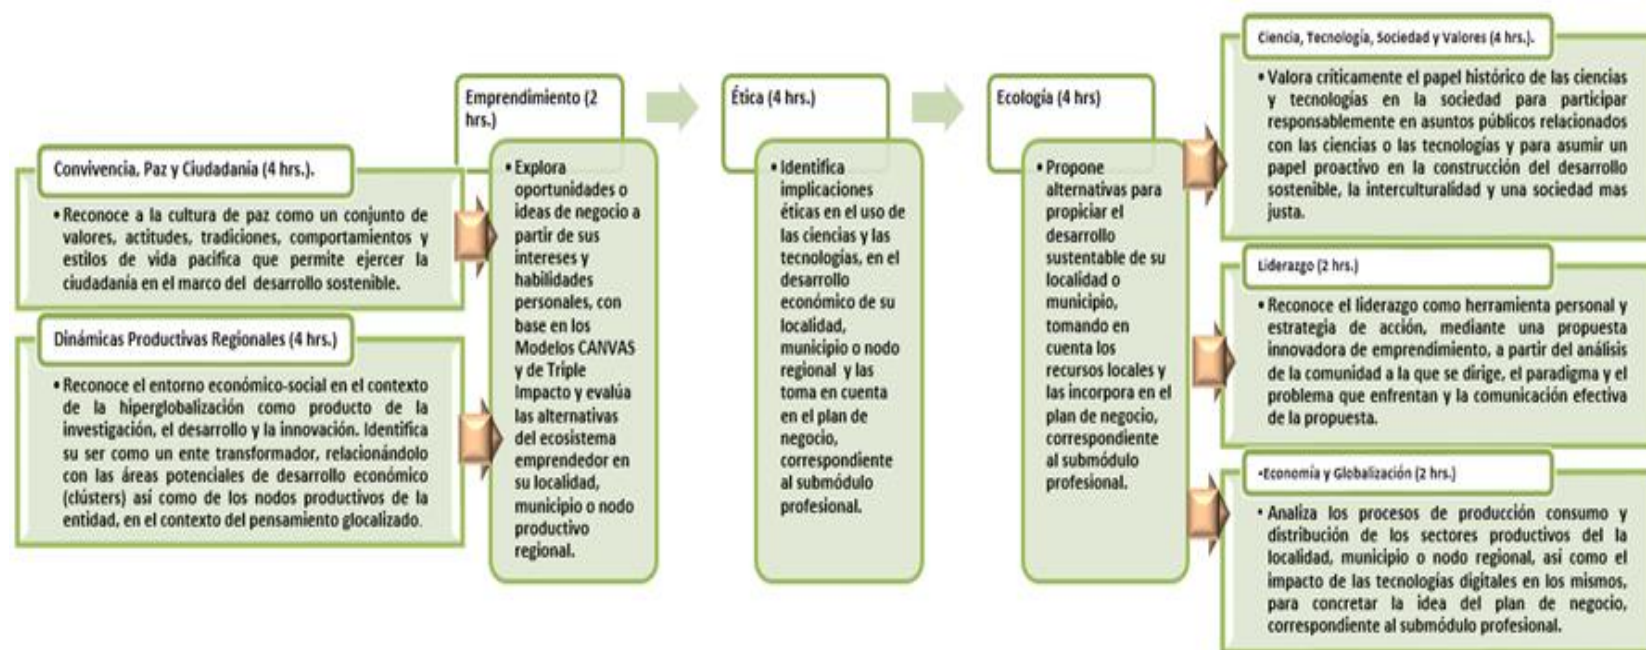 Convivencia, Paz y Ciudadanía (4 hrs.).
• Reconoce a la cultura de paz como un conjunto de
valores, actitudes, tradiciones, comportamientos y
estilos de vida pacifica que permite ejercer la
ciudadanía en el marco del desarrollo sostenible.
Dinámicas Productivas Regionales (4 hrs.)
• Reconoce el entorno económico-social en el contexto
de la hiperglobalización como producto de la
investigación, el desarrollo y la innovación. Identifica
su ser como un ente transformador, relacionándolo
con las áreas potenciales de desarrollo económico
(clústers) así como de los nodos productivos de la
entidad, en el contexto del pensamiento glocalizado.
Emprendimiento (2
hrs.)
• Explora
oportunidades o
ideas de negocio a
partir de sus
intereses y
habilidades
personales, con
base en los
Modelos CANVAS
y de Triple
Impacto y evalúa
las alternativas
del ecosistema
emprendedor en
su localidad,
municipio o nodo
productivo
regional.
Ética (4 hrs.)
• Identifica
implicaciones
éticas en el uso de
las ciencias y las
tecnologías, en el
desarrollo
económico de su
localidad,
municipio o nodo
regional y las
toma en cuenta
en el plan de
negocio,
correspondiente
al submódulo
profesional.
Ecología (4 hrs)
• Propone
alternativas para
propiciar el
desarrollo
sustentable de su
localidad o
municipio,
tomando en
cuenta los
recursos locales y
las incorpora en el
plan de negocio,
correspondiente
al submódulo
profesional.
Ciencia, Tecnología, Sociedad y Valores (4 hrs.).
• Valora críticamente el papel histórico de las ciencias
y tecnologías en la sociedad para participar
responsablemente en asuntos públicos relacionados
con las ciencias o las tecnologías y para asumir un
papel proactivo en la construcción del desarrollo
sostenible, la interculturalidad y una sociedad mas
justa.
Liderazgo (2 hrs.)
• Reconoce el liderazgo como herramienta personal y
estrategia de acción, mediante una propuesta
innovadora de emprendimiento, a partir del análisis
de la comunidad a la que se dirige, el paradigma y el
problema que enfrentan y la comunicación efectiva
de la propuesta.
•Economía y Globalización (2 hrs.)
• Analiza los procesos de producción consumo y
distribución de los sectores productivos del la
localidad, municipio o nodo regional, así como el
impacto de las tecnologías digitales en los mismos,
para concretar la idea del plan de negocio,
correspondiente al submódulo profesional.